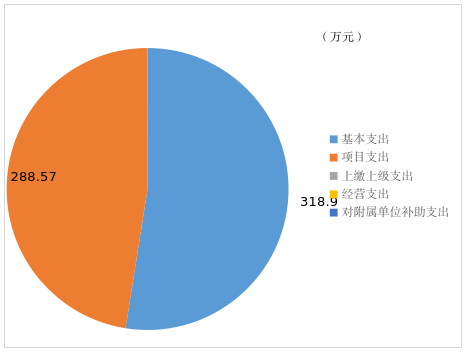 （万元）
基本支出
项目支出
上缴上级支出
经营支出
对附属单位补助支出
288.57
318.9